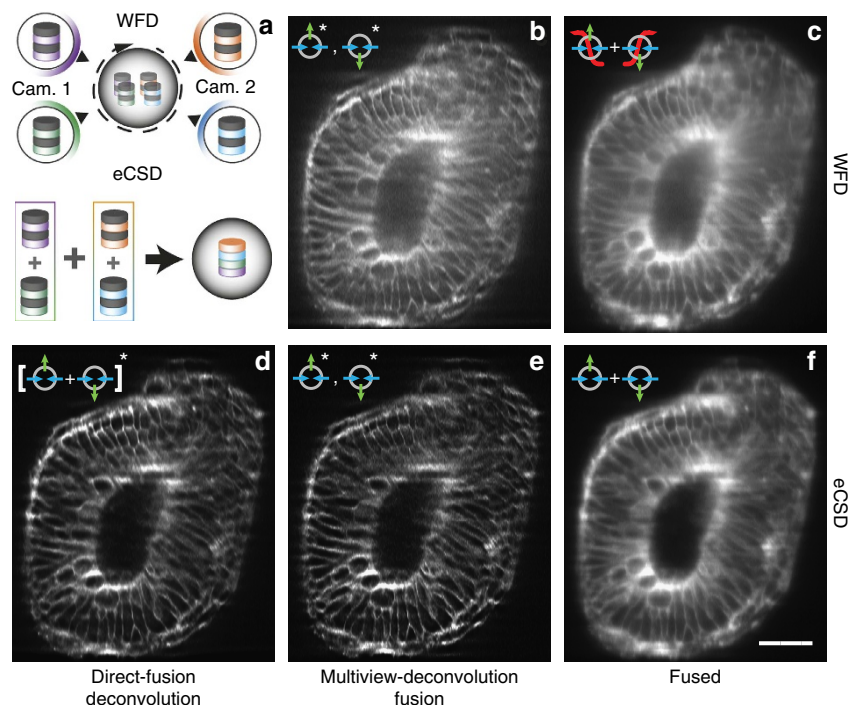 WFD
a
Cam. 1
Cam. 2
eCSD
+
+
+
b
* , *
c
+
WFD
d
[ + ] *
e
* , *
f
+
eCSD
Direct-fusion
deconvolution
Multiview-deconvolution
fusion
Fused